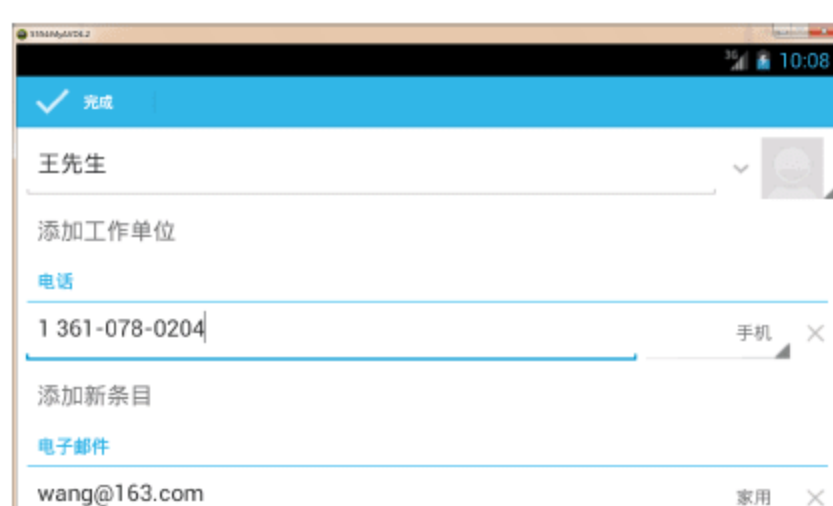 3G 10:08
完成
王先生
添加工作单位
电话
1 361-078-0204 手机
添加新条目
电子邮件
wang@163.com 家用